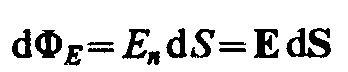 dΦ_E = E_n dS = E dS